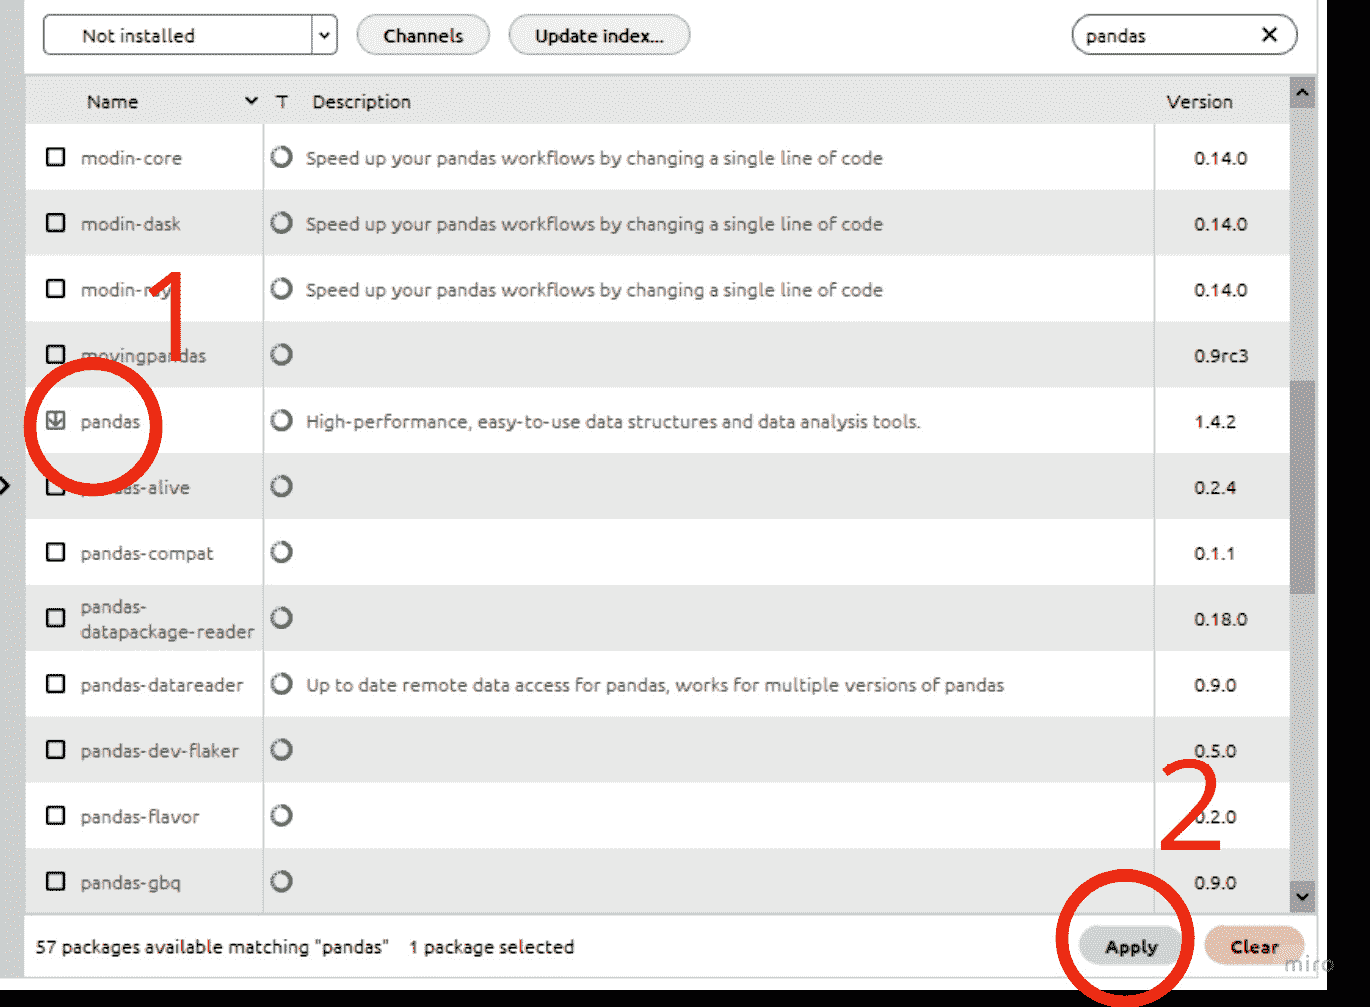 Not installed Channels Update index... pandas
Name T Description Version
modin-core Speed up your pandas workflows by changing a single line of code 0.14.0
modin-dask Speed up your pandas workflows by changing a single line of code 0.14.0
1
modin-ray Speed up your pandas workflows by changing a single line of code 0.14.0
movingpandas 0.9rc3
pandas High-performance, easy-to-use data structures and data analysis tools. 1.4.2
pandas-alive 0.2.4
pandas-compat 0.1.1
pandas-
datapackage-reader 0.18.0
pandas-datareader Up to date remote data access for pandas, works for multiple versions of pandas 0.9.0
pandas-dev-flaker 0.5.0
2
pandas-flavor 0.2.0
pandas-gbq 0.9.0
57 packages available matching "pandas" 1 package selected Apply Clear
miro